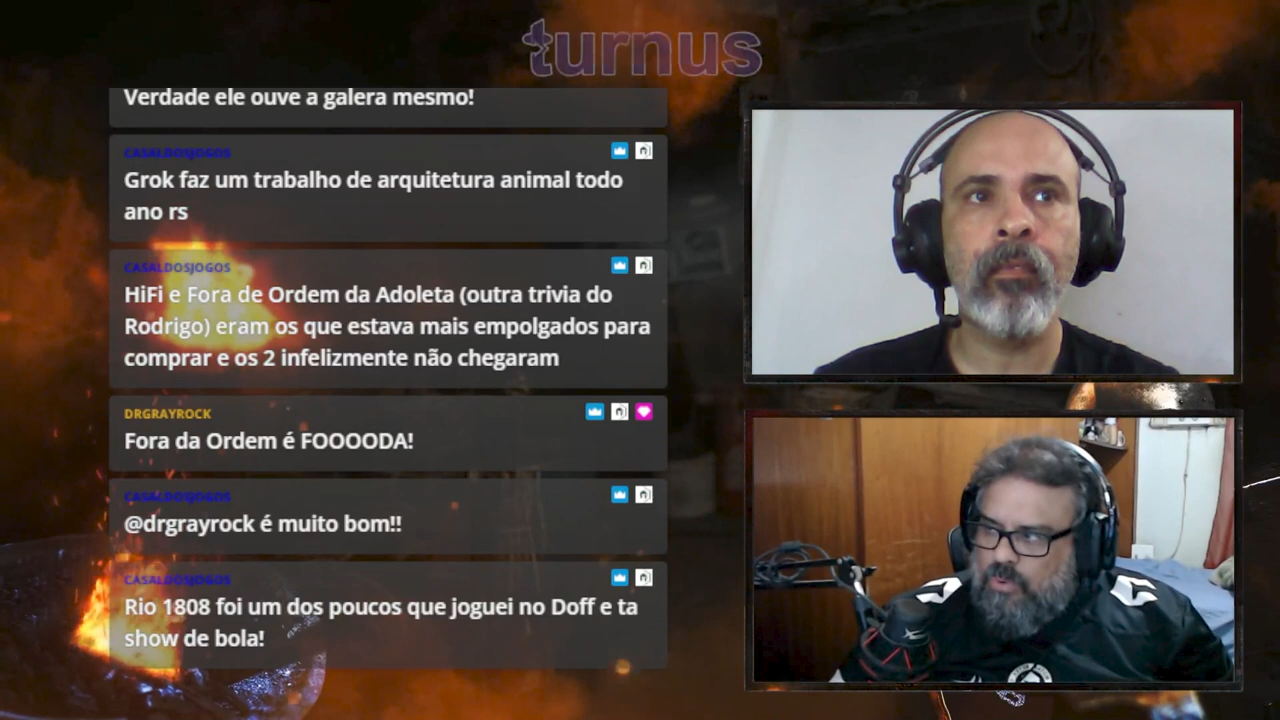 turnus
Verdade ele ouve a galera mesmo!
CASALDOSJOGOS
Grok faz um trabalho de arquitetura animal todo
ano rs
CASALDOSJOGOS
HiFi e Fora de Ordem da Adoleta (outra trivia do
Rodrigo) eram os que estava mais empolgados para
comprar e os 2 infelizmente não chegaram
DRGRAYROCK
Fora da Ordem é FOOOODA!
CASALDOSJOGOS
@drgrayrock é muito bom!!
CASALDOSJOGOS
Rio 1808 foi um dos poucos que joguei no Doff e ta
show de bola!